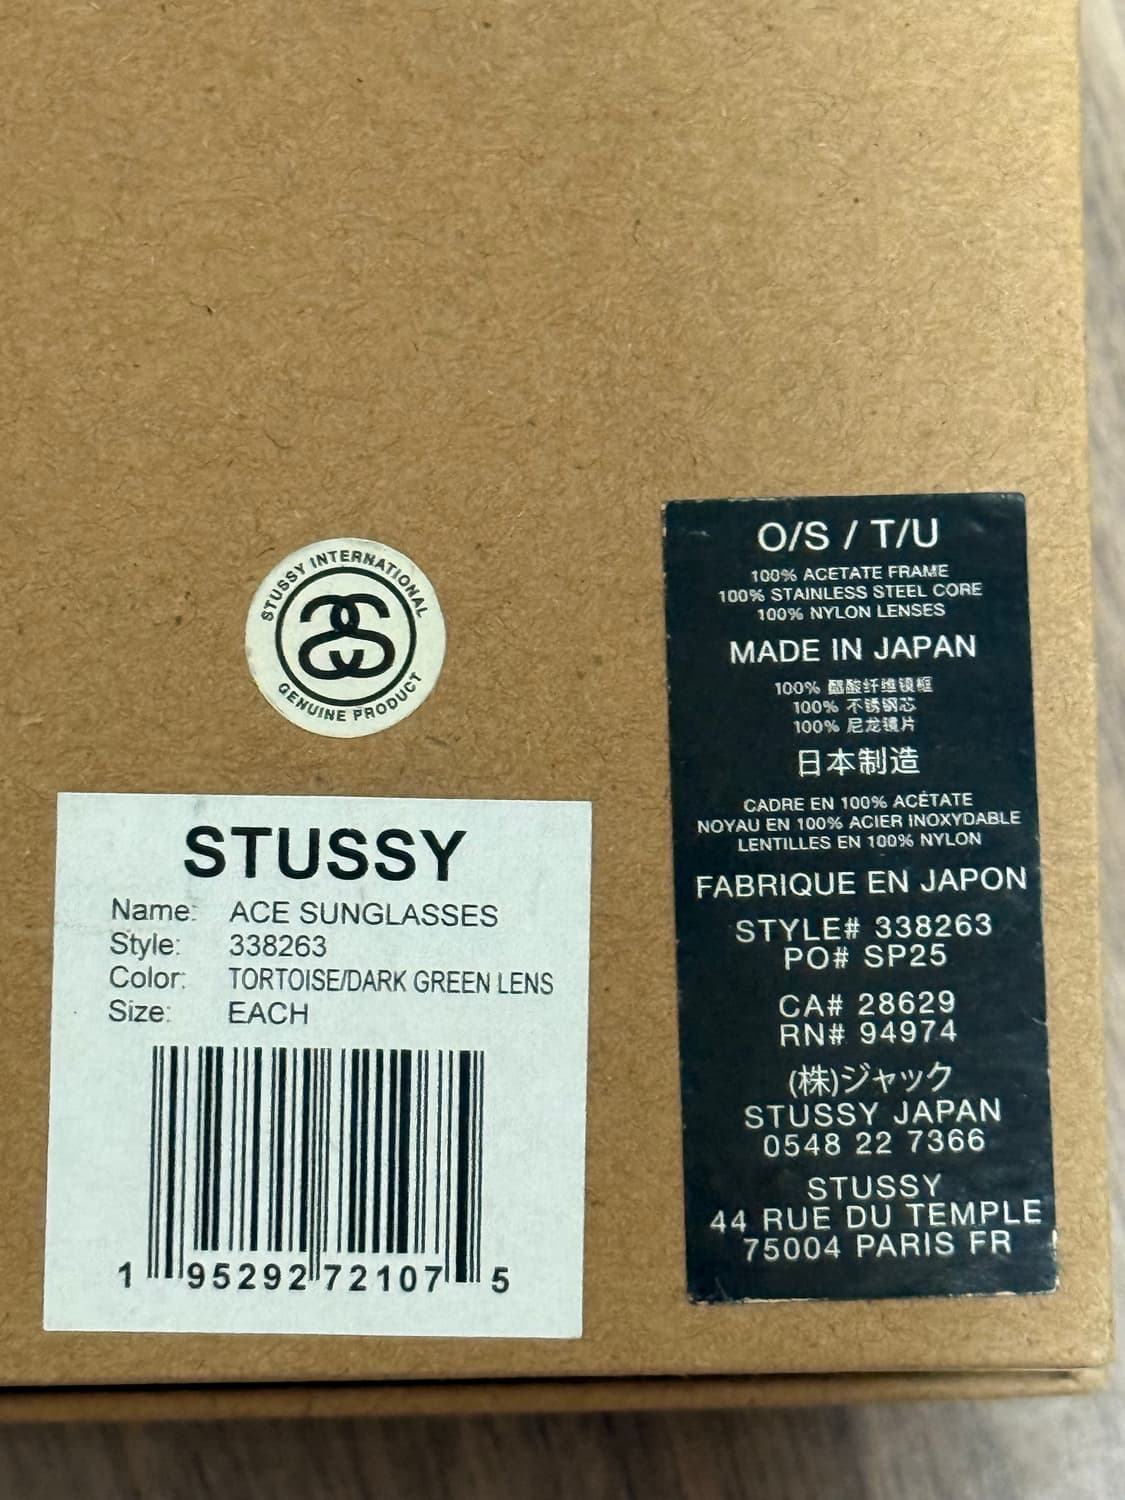 STUSSY INTERNATIONAL
GENUINE PRODUCT
STUSSY
Name: ACE SUNGLASSES
Style: 338263
Color: TORTOISE/DARK GREEN LENS
Size: EACH
1 95292 72107 5
O/S / T/U
100% ACETATE FRAME
100% STAINLESS STEEL CORE
100% NYLON LENSES
MADE IN JAPAN
100% 醋酸纤维镜框
100% 不锈钢芯
100% 尼龙镜片
日本制造
CADRE EN 100% ACÉTATE
NOYAU EN 100% ACIER INOXYDABLE
LENTILLES EN 100% NYLON
FABRIQUE EN JAPON
STYLE# 338263
PO# SP25
CA# 28629
RN# 94974
(株)ジャック
STUSSY JAPAN
0548 22 7366
STUSSY
44 RUE DU TEMPLE
75004 PARIS FR